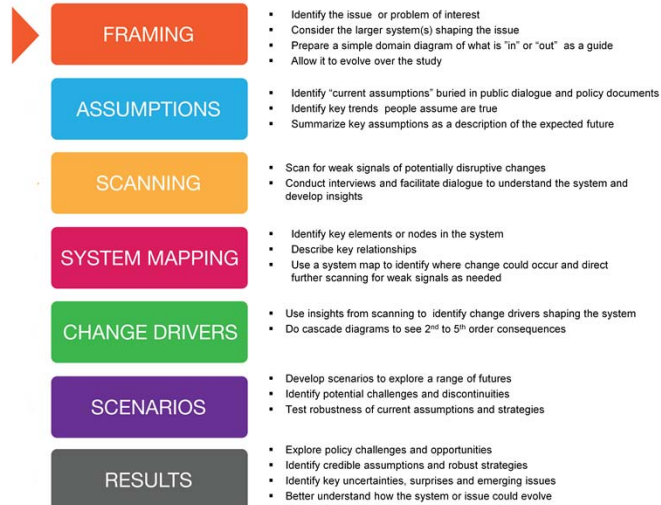 FRAMING
▪ Identify the issue or problem of interest
▪ Consider the larger system(s) shaping the issue
▪ Prepare a simple domain diagram of what is "in" or "out" as a guide
▪ Allow it to evolve over the study
ASSUMPTIONS
▪ Identify "current assumptions" buried in public dialogue and policy documents
▪ Identify key trends people assume are true
▪ Summarize key assumptions as a description of the expected future
SCANNING
▪ Scan for weak signals of potentially disruptive changes
▪ Conduct interviews and facilitate dialogue to understand the system and
develop insights
SYSTEM MAPPING
▪ Identify key elements or nodes in the system
▪ Describe key relationships
▪ Use a system map to identify where change could occur and direct
further scanning for weak signals as needed
CHANGE DRIVERS
▪ Use insights from scanning to identify change drivers shaping the system
▪ Do cascade diagrams to see 2nd to 5th order consequences
SCENARIOS
▪ Develop scenarios to explore a range of futures
▪ Identify potential challenges and discontinuities
▪ Test robustness of current assumptions and strategies
RESULTS
▪ Explore policy challenges and opportunities
▪ Identify credible assumptions and robust strategies
▪ Identify key uncertainties, surprises and emerging issues
▪ Better understand how the system or issue could evolve